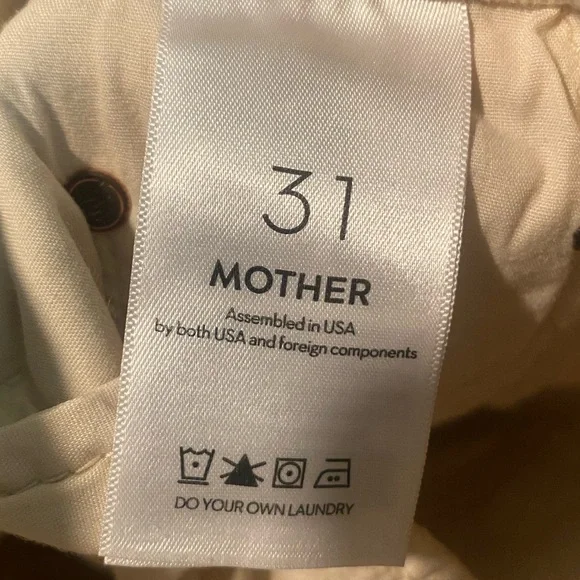 31
MOTHER
Assembled in USA
by both USA and foreign components
DO YOUR OWN LAUNDRY